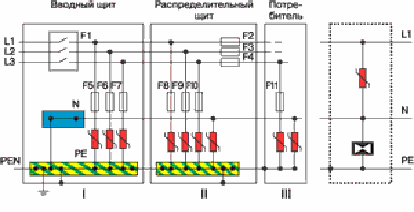 Вводный щит
Распределительный щит
Потре-
битель
L1
L2
L3
F1
F2
F3
F4
L1
F5 F6 F7
F8 F9 F10
F11
N
N
PE
PEN
PE
I
II
III